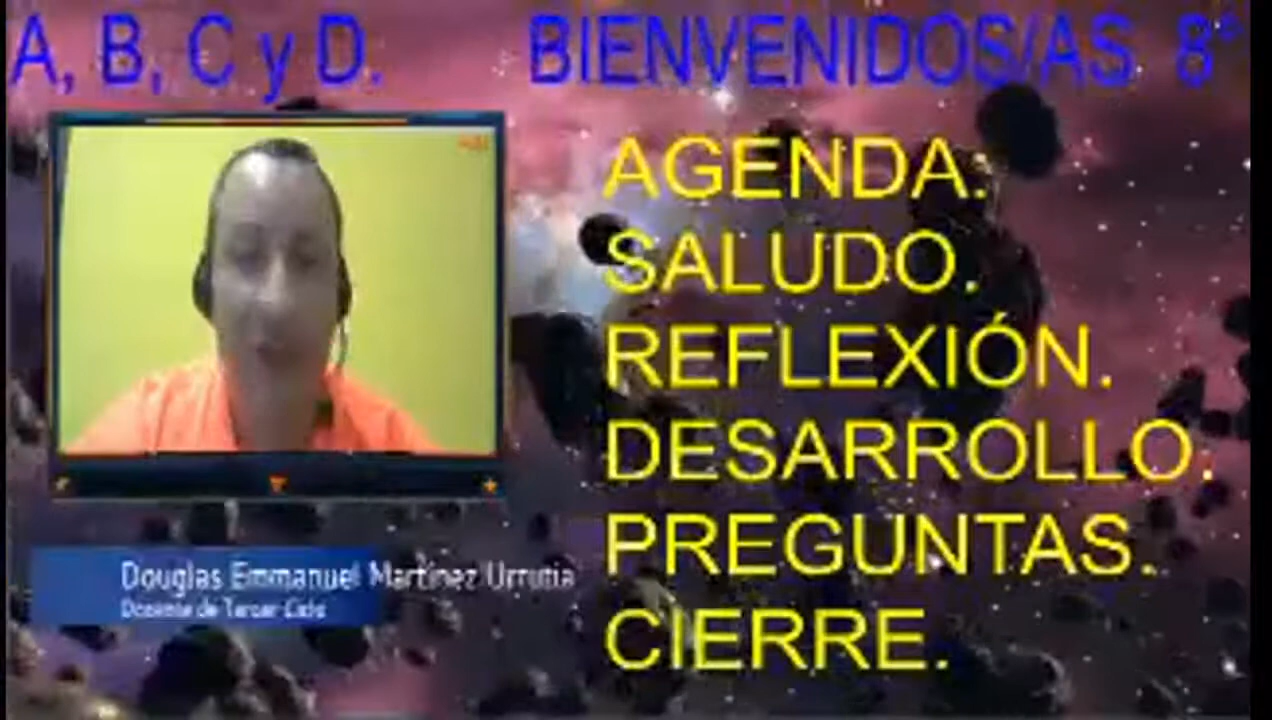 A, B, C y D.
BIENVENIDOS/AS 8°
AGENDA:
SALUDO.
REFLEXIÓN.
DESARROLLO.
PREGUNTAS.
CIERRE.
Douglas Emmanuel Martínez Urrutia
Docente de Tercer Ciclo